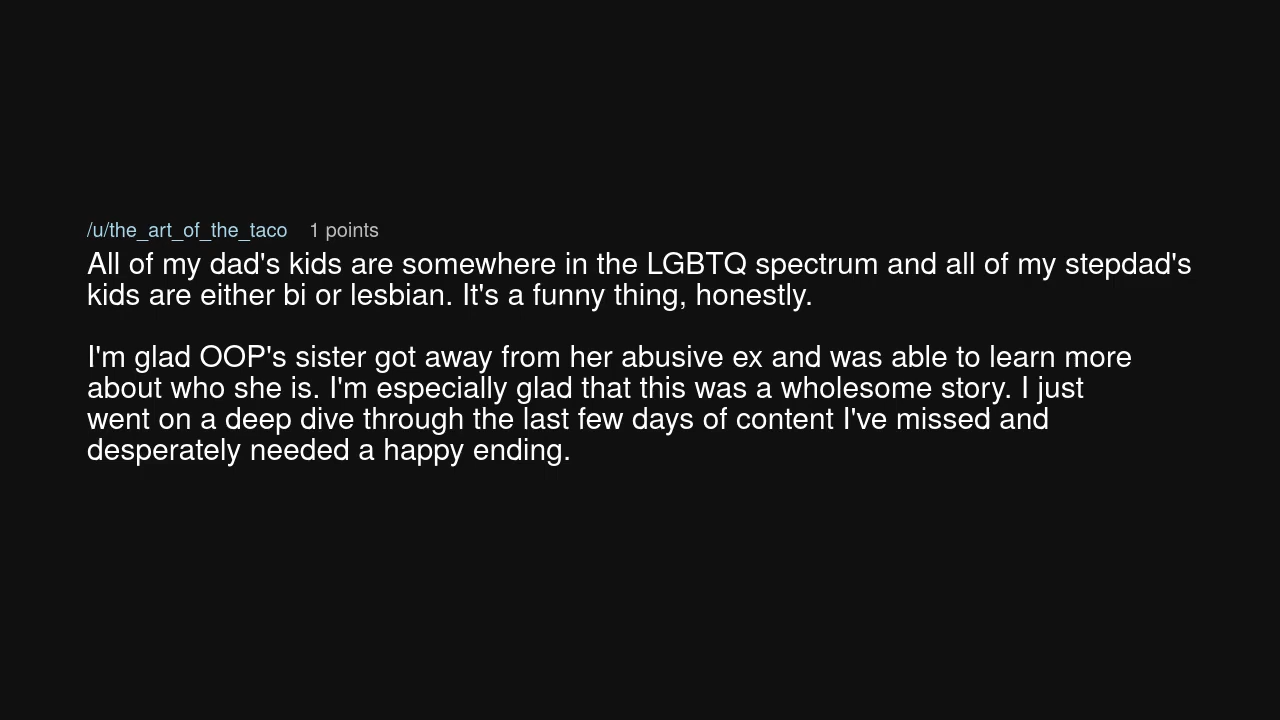 /u/the_art_of_the_taco 1 points
All of my dad's kids are somewhere in the LGBTQ spectrum and all of my stepdad's
kids are either bi or lesbian. It's a funny thing, honestly.
I'm glad OOP's sister got away from her abusive ex and was able to learn more
about who she is. I'm especially glad that this was a wholesome story. I just
went on a deep dive through the last few days of content I've missed and
desperately needed a happy ending.